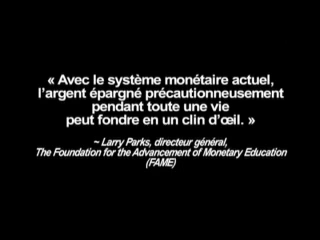 « Avec le système monétaire actuel,
l’argent épargné précautionneusement
pendant toute une vie
peut fondre en un clin d’œil. »
~ Larry Parks, directeur général,
The Foundation for the Advancement of Monetary Education
(FAME)